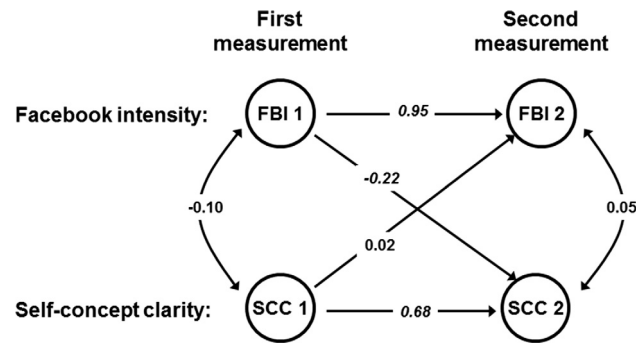 First measurement
Second measurement
Facebook intensity:
FBI 1
0.95
FBI 2
-0.22
-0.10
0.05
0.02
Self-concept clarity:
SCC 1
0.68
SCC 2